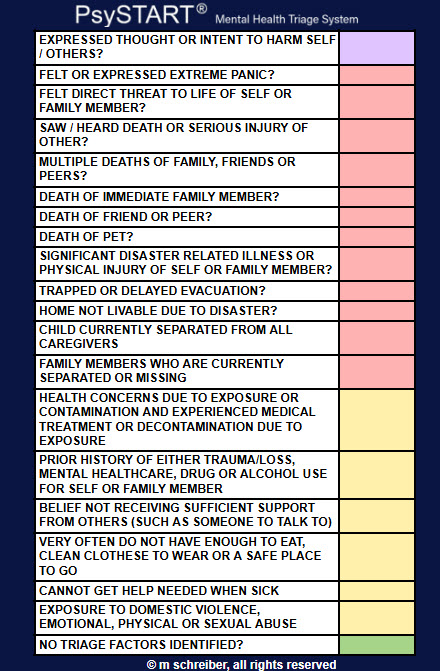 PsySTART® Mental Health Triage System
EXPRESSED THOUGHT OR INTENT TO HARM SELF
/ OTHERS?
FELT OR EXPRESSED EXTREME PANIC?
FELT DIRECT THREAT TO LIFE OF SELF OR
FAMILY MEMBER?
SAW / HEARD DEATH OR SERIOUS INJURY OF
OTHER?
MULTIPLE DEATHS OF FAMILY, FRIENDS OR
PEERS?
DEATH OF IMMEDIATE FAMILY MEMBER?
DEATH OF FRIEND OR PEER?
DEATH OF PET?
SIGNIFICANT DISASTER RELATED ILLNESS OR
PHYSICAL INJURY OF SELF OR FAMILY MEMBER?
TRAPPED OR DELAYED EVACUATION?
HOME NOT LIVABLE DUE TO DISASTER?
CHILD CURRENTLY SEPARATED FROM ALL
CAREGIVERS
FAMILY MEMBERS WHO ARE CURRENTLY
SEPARATED OR MISSING
HEALTH CONCERNS DUE TO EXPOSURE OR
CONTAMINATION AND EXPERIENCED MEDICAL
TREATMENT OR DECONTAMINATION DUE TO
EXPOSURE
PRIOR HISTORY OF EITHER TRAUMA/LOSS,
MENTAL HEALTHCARE, DRUG OR ALCOHOL USE
FOR SELF OR FAMILY MEMBER
BELIEF NOT RECEIVING SUFFICIENT SUPPORT
FROM OTHERS (SUCH AS SOMEONE TO TALK TO)
VERY OFTEN DO NOT HAVE ENOUGH TO EAT,
CLEAN CLOTHESE TO WEAR OR A SAFE PLACE
TO GO
CANNOT GET HELP NEEDED WHEN SICK
EXPOSURE TO DOMESTIC VIOLENCE,
EMOTIONAL, PHYSICAL OR SEXUAL ABUSE
NO TRIAGE FACTORS IDENTIFIED?
© m schreiber, all rights reserved